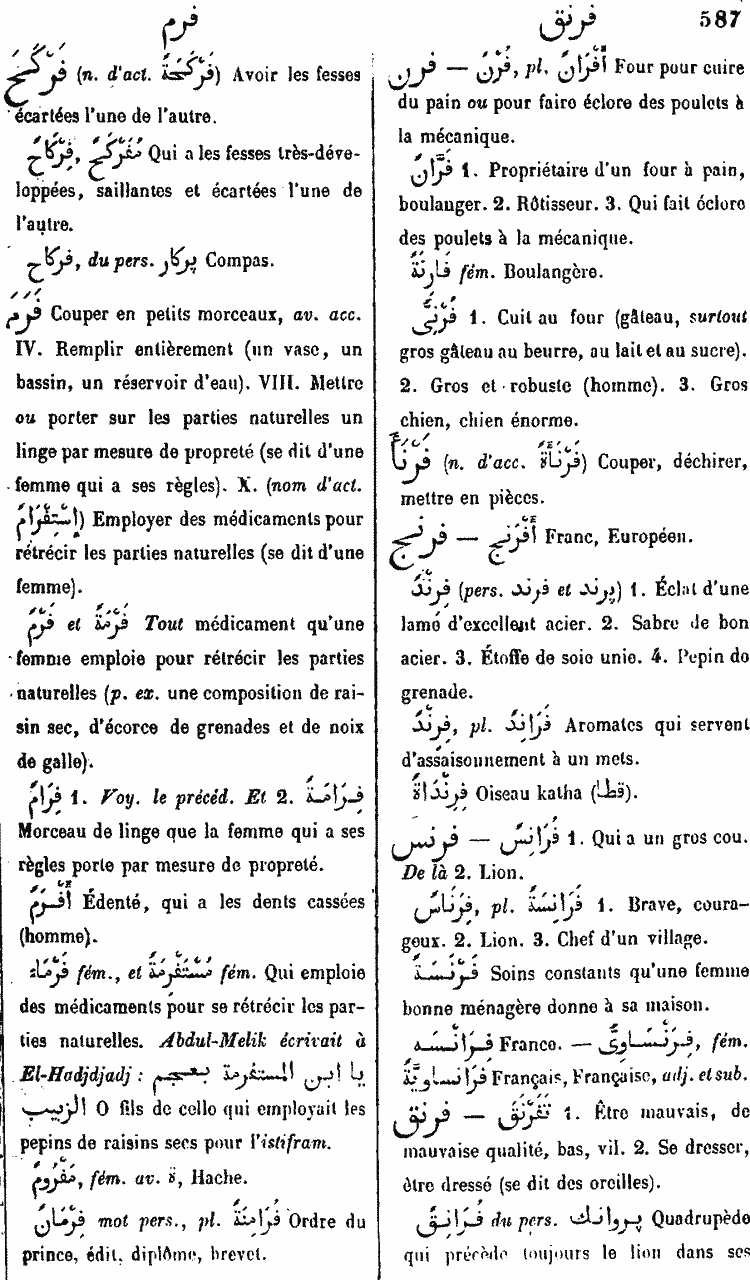 فرم
فرنق
587
فَرْكَحَ (n. d'act. فَرْكَحَةٌ) Avoir les fesses
écartées l'une de l'autre.
فِرْكَاحٌ, مُفَرْكَحٌ Qui a les fesses très-déve-
loppées, saillantes et écartées l'une de
l'autre.
فركاح, du pers. پركار Compas.
فَرَمَ Couper en petits morceaux, av. acc.
IV. Remplir entièrement (un vase, un
bassin, un réservoir d'eau). VIII. Mettre
ou porter sur les parties naturelles un
linge par mesure de propreté (se dit d'une
femme qui a ses règles). X. (nom d'act.
إِسْتِفْرَامٌ) Employer des médicaments pour
rétrécir les parties naturelles (se dit d'une
femme).
فَرْمٌ et فَرْمَةٌ Tout médicament qu'une
femme emploie pour rétrécir les parties
naturelles (p. ex. une composition de rai-
sin sec, d'écorce de grenades et de noix
de galle).
فِرَامٌ 1. Voy. le précéd. Et 2. فِرَامَةٌ
Morceau de linge que la femme qui a ses
règles porte par mesure de propreté.
أَفْرَمٌ Édenté, qui a les dents cassées
(homme).
فَرْمَاءُ fém., et مُسْتَفْرِمَةٌ fém. Qui emploie
des médicaments pour se rétrécir les par-
ties naturelles. Abdul-Melik écrivait à
El-Hadjdjadj : يا ابن المستفرمة بعجم
الزبيب O fils de celle qui employait les
pepins de raisins secs pour l'istifram.
مَفْرُومٌ, fém. av. ة, Hache.
فَرْمَانٌ mot pers., pl. فَرَامِنَةٌ Ordre du
prince, édit, diplôme, brevet.
فرن — فُرْنٌ, pl. أَفْرَانٌ Four pour cuire
du pain ou pour faire éclore des poulets à
la mécanique.
فَرَّانٌ 1. Propriétaire d'un four à pain,
boulanger. 2. Rôtisseur. 3. Qui fait éclore
des poulets à la mécanique.
فَارِنَةٌ fém. Boulangère.
فُرْنِىٌّ 1. Cuit au four (gâteau, surtout
gros gâteau au beurre, au lait et au sucre).
2. Gros et robuste (homme). 3. Gros
chien, chien énorme.
فَرْنَأَ (n. d'acc. فَرْنَأَةٌ) Couper, déchirer,
mettre en pièces.
فرنج — أَفْرَنْجٌ Franc, Européen.
فِرِنْدٌ (pers. فرند et پرند) 1. Éclat d'une
lame d'excellent acier. 2. Sabre de bon
acier. 3. Étoffe de soie unie. 4. Pepin de
grenade.
فِرِنْدٌ, pl. فَرَانِدُ Aromates qui servent
d'assaisonnement à un mets.
فِرِنْدَاةٌ Oiseau katha (قطا).
فرنس — فُرَانِسٌ 1. Qui a un gros cou.
De là 2. Lion.
فِرْنَاسٌ, pl. فَرَانِسَةٌ 1. Brave, coura-
geux. 2. Lion. 3. Chef d'un village.
فَرْنَسَةٌ Soins constants qu'une femme
bonne ménagère donne à sa maison.
فرانسه France. — فرنساوىّ, fém.
فرانساويّة Français, Française, adj. et sub.
فرنق — تَفَرْنَقَ 1. Être mauvais, de
mauvaise qualité, bas, vil. 2. Se dresser,
être dressé (se dit des oreilles).
فُرَانِقٌ du pers. پروانك Quadrupède
qui précède toujours le lion dans ses